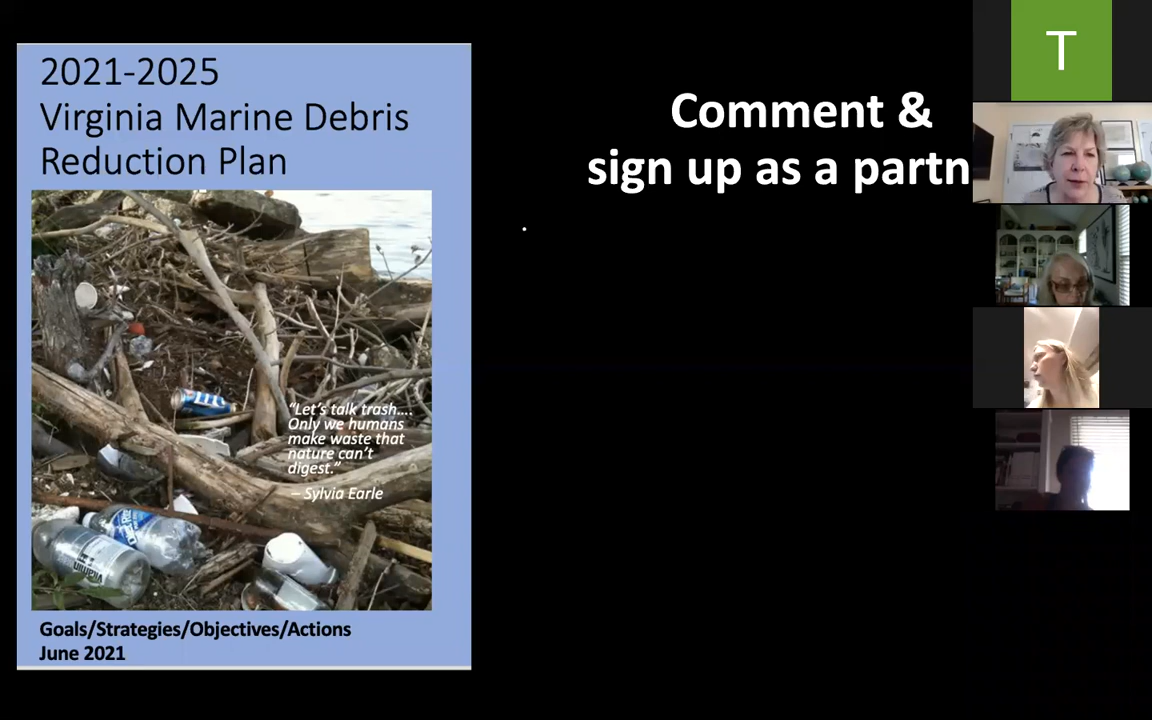 2021-2025
Virginia Marine Debris
Reduction Plan
"Let's talk trash....
Only we humans
make waste that
nature can't
digest."
– Sylvia Earle
Goals/Strategies/Objectives/Actions
June 2021
Comment &
sign up as a partn
T